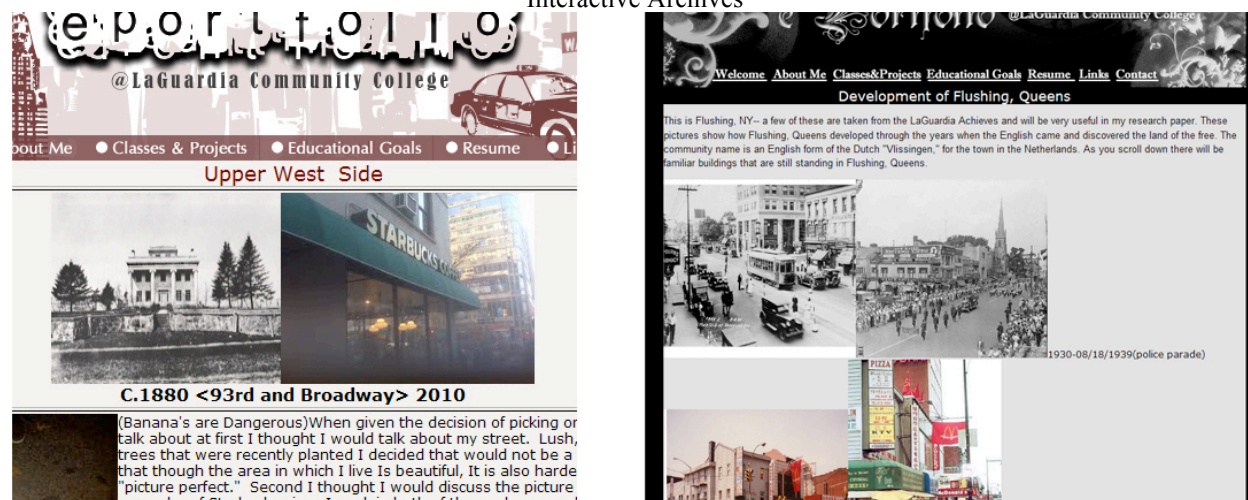 Interactive Archives
eportfolio
@LaGuardia Community College
bout Me ● Classes & Projects ● Educational Goals ● Resume ● Li
Upper West Side
STARBUCKS
C.1880 <93rd and Broadway> 2010
(Banana's are Dangerous)When given the decision of picking or
talk about at first I thought I would talk about my street. Lush,
trees that were recently planted I decided that would not be a
that though the area in which I live Is beautiful, It is also harde
"picture perfect." Second I thought I would discuss the picture
ePortfolio @LaGuardia Community College
Welcome About Me Classes&Projects Educational Goals Resume Links Contact
Development of Flushing, Queens
This is Flushing, NY-- a few of these are taken from the LaGuardia Achieves and will be very useful in my research paper. These
pictures show how Flushing, Queens developed through the years when the English came and discovered the land of the free. The
community name is an English form of the Dutch "Vlissingen," for the town in the Netherlands. As you scroll down there will be
familiar buildings that are still standing in Flushing, Queens.
1930-08/18/1939(police parade)
PIZZA
KTV
McDonald's